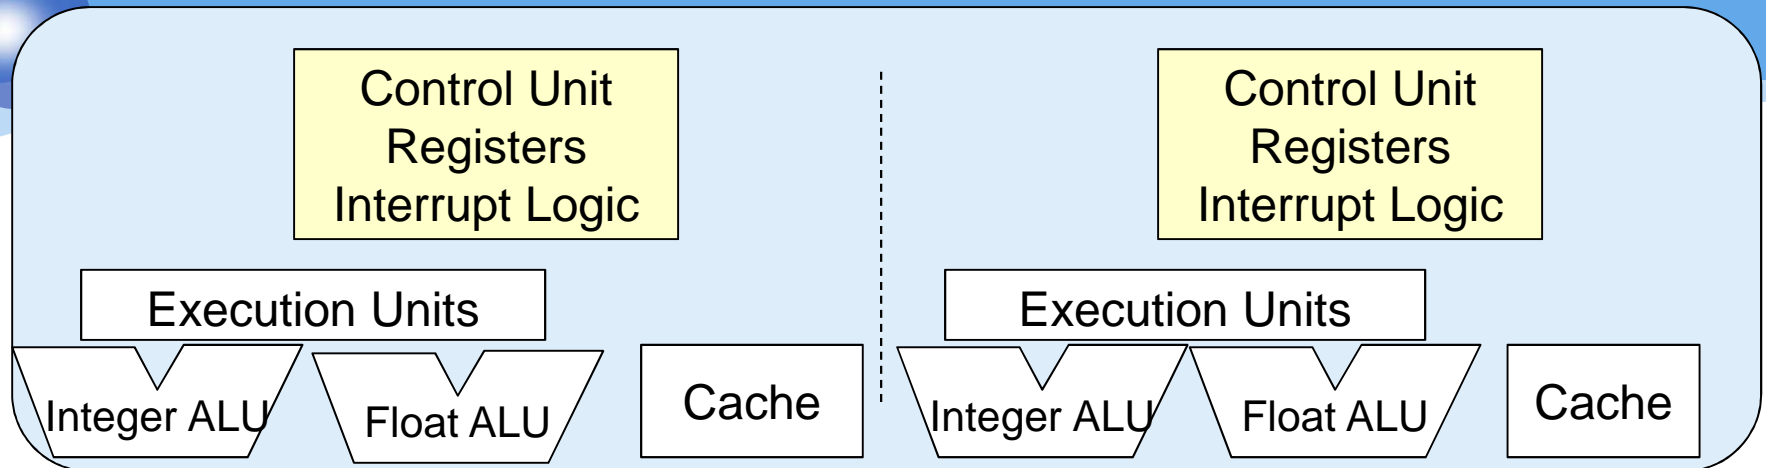 Control Unit
Registers
Interrupt Logic
Execution Units
Integer ALU
Float ALU
Cache
Control Unit
Registers
Interrupt Logic
Execution Units
Integer ALU
Float ALU
Cache